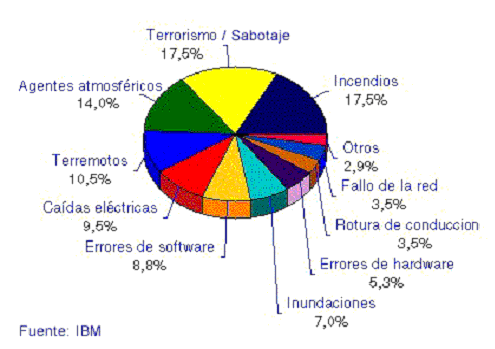 Terrorismo / Sabotaje
17,5%
Incendios
17,5%
Agentes atmosféricos
14,0%
Otros
2,9%
Terremotos
10,5%
Fallo de la red
3,5%
Caídas eléctricas
9,5%
Rotura de conduccion
3,5%
Errores de software
8,8%
Errores de hardware
5,3%
Inundaciones
7,0%
Fuente: IBM